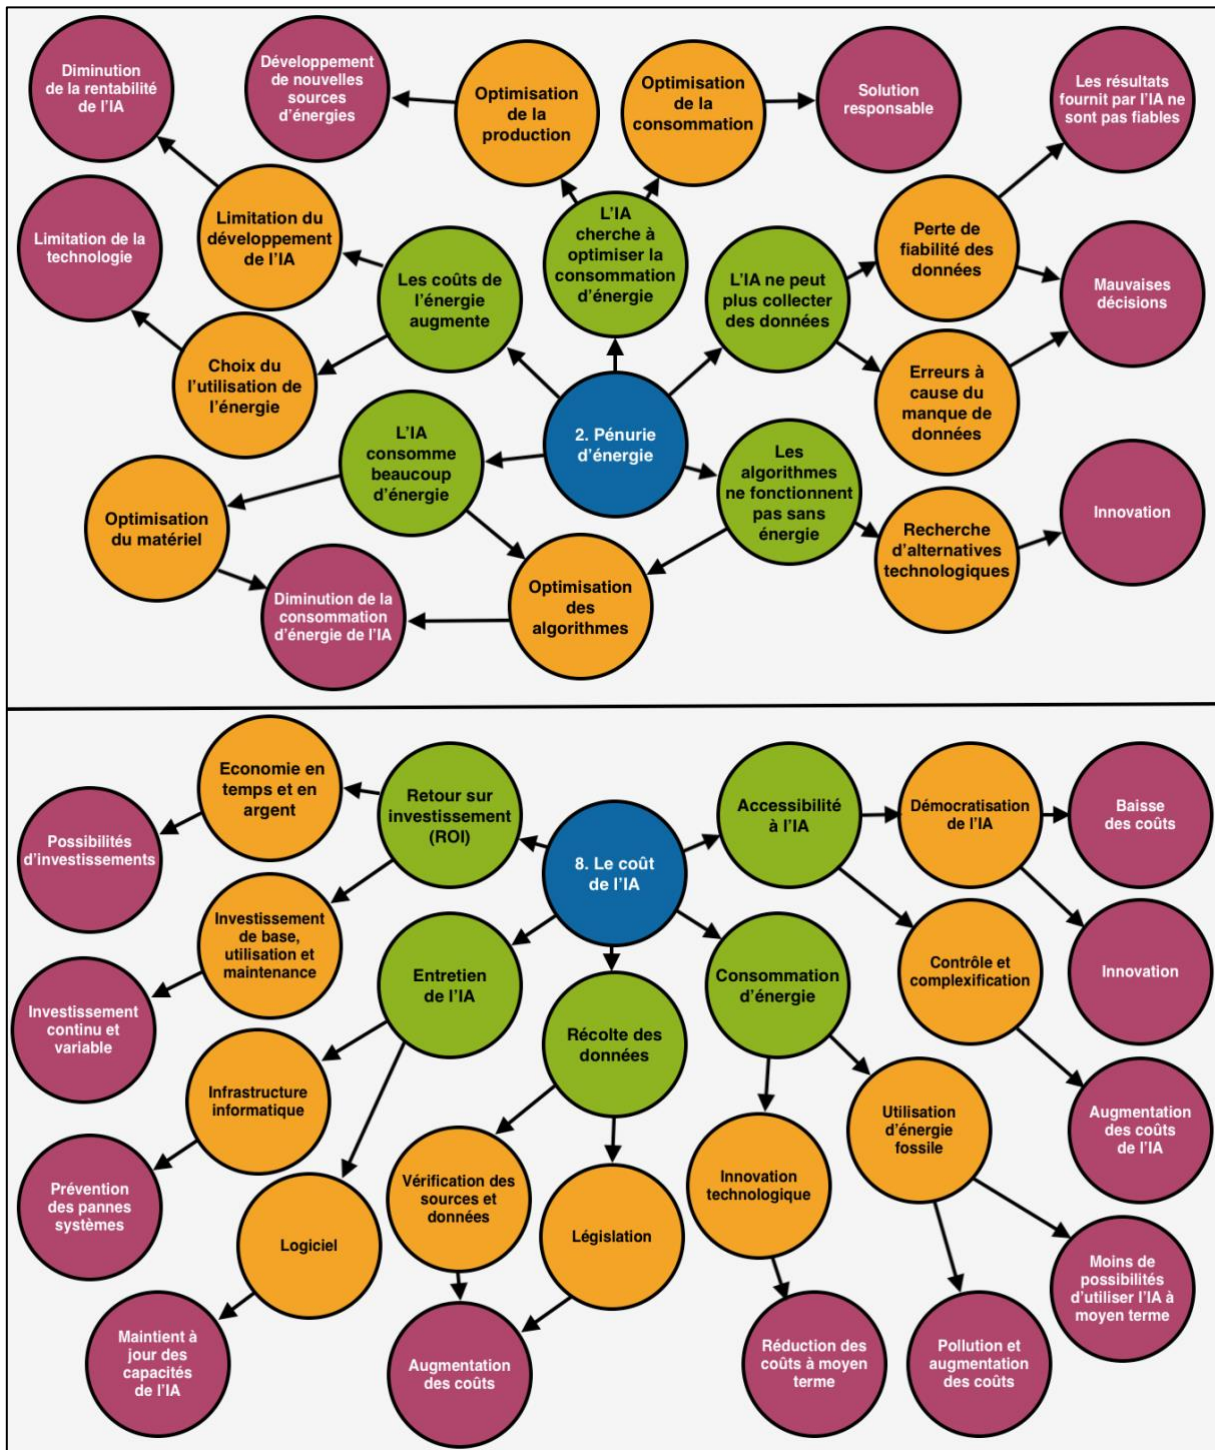 Diminution
de la rentabilité
de l'IA
Développement
de nouvelles
sources
d'énergies
Optimisation
de la
production
Optimisation
de la
consommation
Solution
responsable
Les résultats
fournit par l'IA ne
sont pas fiables
Limitation de la
technologie
Limitation du
développement
de l'IA
Les coûts de
l'énergie
augmente
L'IA
cherche à
optimiser la
consommation
d'énergie
L'IA ne peut
plus collecter
des données
Perte de
fiabilité des
données
Mauvaises
décisions
Choix du
l'utilisation de
l'énergie
L'IA
consomme
beaucoup
d'énergie
2. Pénurie
d'énergie
Les
algorithmes
ne fonctionnent
pas sans
énergie
Erreurs à
cause du
manque de
données
Optimisation
du matériel
Diminution de la
consommation
d'énergie de l'IA
Optimisation
des
algorithmes
Recherche
d'alternatives
technologiques
Innovation
Economie en
temps et en
argent
Retour sur
investissement
(ROI)
Accessibilité
à l'IA
Démocratisation
de l'IA
Baisse
des coûts
Possibilités
d'investissements
8. Le coût
de l'IA
Investissement
de base,
utilisation et
maintenance
Entretien
de l'IA
Consommation
d'énergie
Contrôle et
complexification
Innovation
Investissement
continu et
variable
Récolte des
données
Infrastructure
informatique
Utilisation
d'énergie
fossile
Augmentation
des coûts
de l'IA
Prévention
des pannes
systèmes
Logiciel
Vérification des
sources et
données
Législation
Innovation
technologique
Moins de
possibilités
d'utiliser l'IA à
moyen terme
Maintient à
jour des
capacités
de l'IA
Augmentation
des coûts
Réduction des
coûts à moyen
terme
Pollution et
augmentation
des coûts